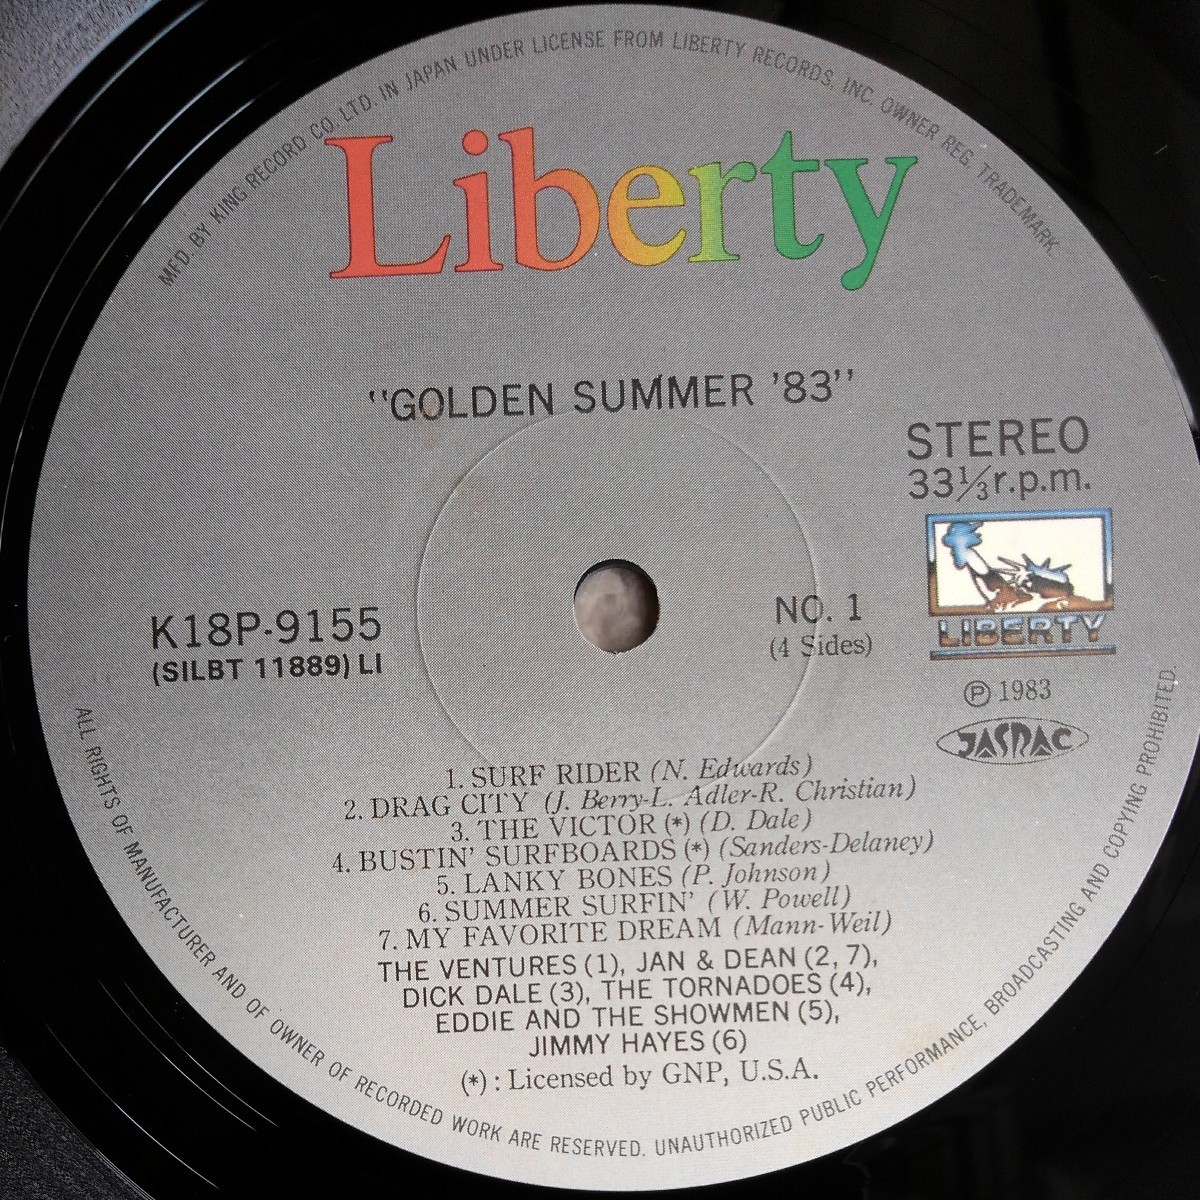 MFD. BY KING RECORD CO. LTD. IN JAPAN UNDER LICENSE FROM LIBERTY RECORDS, INC. OWNER REG. TRADEMARK.
Liberty
"GOLDEN SUMMER '83"
STEREO
33⅓r.p.m.
LIBERTY
K18P-9155
(SILBT 11889) LI
NO. 1
(4 Sides)
℗ 1983
JASRAC
1. SURF RIDER (N. Edwards)
2. DRAG CITY (J. Berry-L. Adler-R. Christian)
3. THE VICTOR (*) (D. Dale)
4. BUSTIN' SURFBOARDS (*) (Sanders-Delaney)
5. LANKY BONES (P. Johnson)
6. SUMMER SURFIN' (W. Powell)
7. MY FAVORITE DREAM (Mann-Weil)
THE VENTURES (1), JAN & DEAN (2, 7),
DICK DALE (3), THE TORNADOES (4),
EDDIE AND THE SHOWMEN (5),
JIMMY HAYES (6)
(*) : Licensed by GNP, U.S.A.
ALL RIGHTS OF MANUFACTURER AND OF OWNER OF RECORDED WORK ARE RESERVED. UNAUTHORIZED PUBLIC PERFORMANCE, BROADCASTING AND COPYING PROHIBITED.